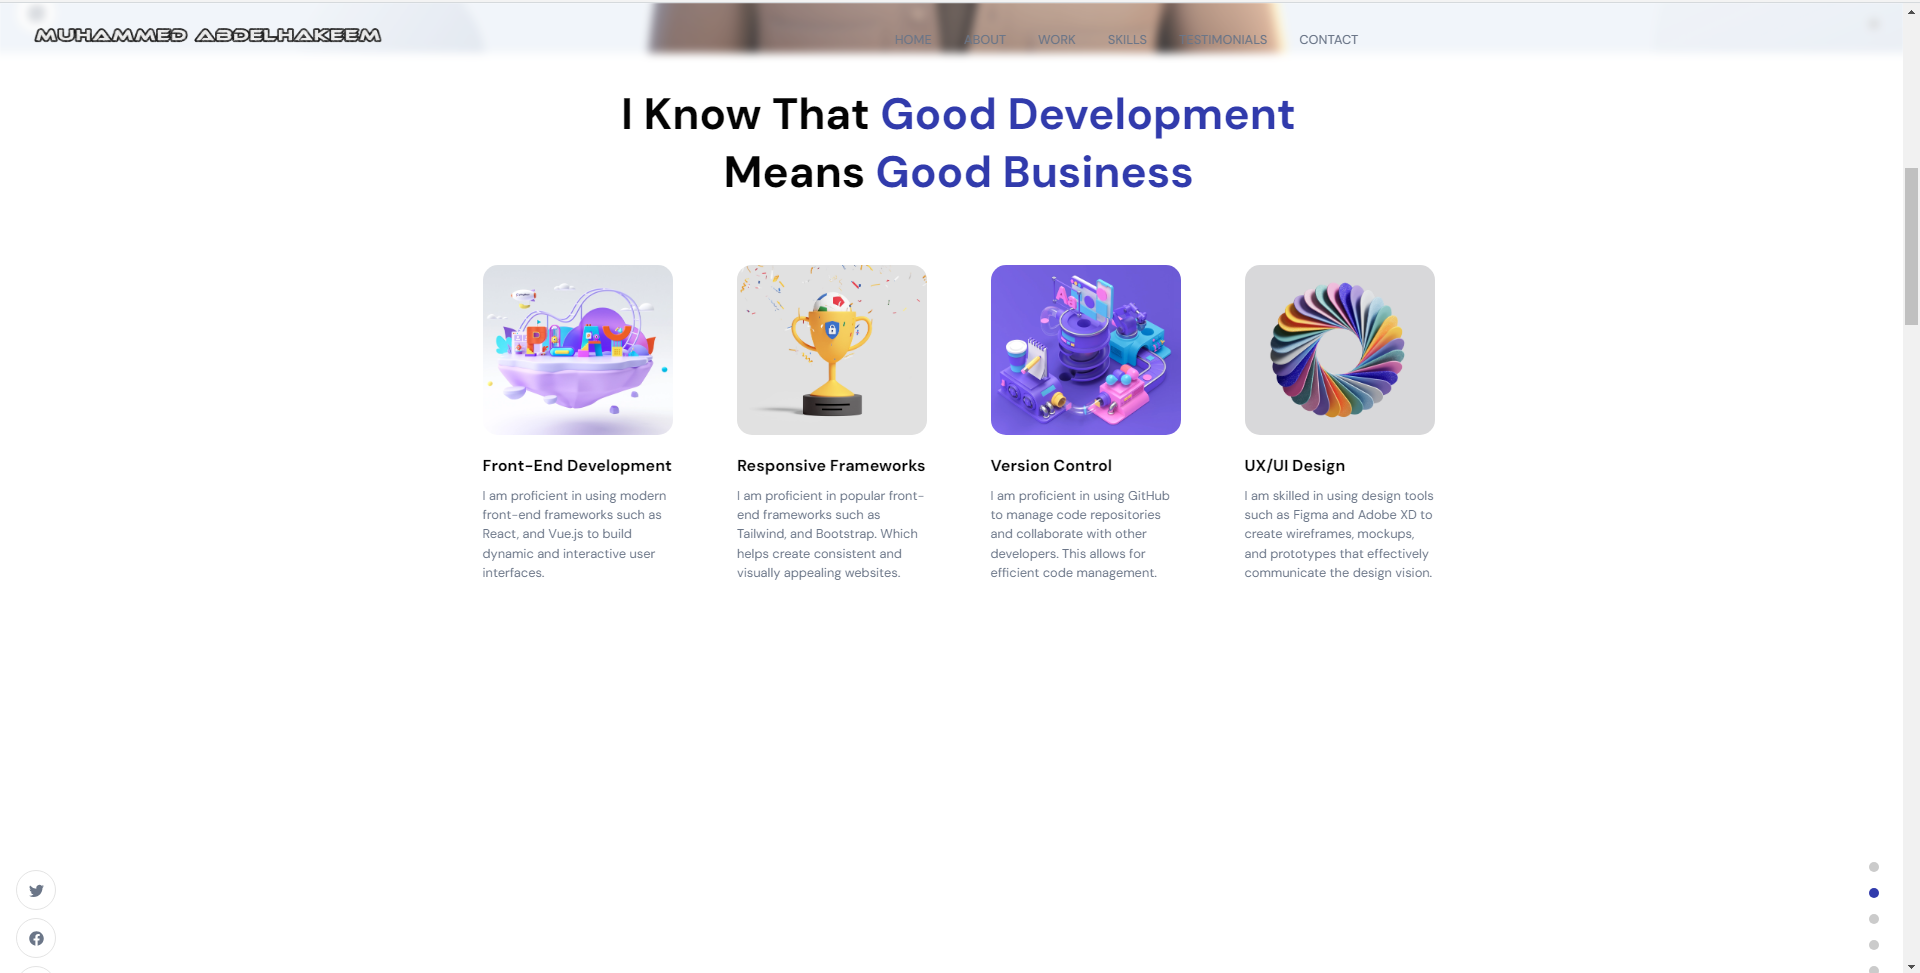 MUHAMMED ABDELHAKEEM
HOME ABOUT WORK SKILLS TESTIMONIALS CONTACT
I Know That Good Development
Means Good Business
PLAY
Aa
Front-End Development
I am proficient in using modern
front-end frameworks such as
React, and Vue.js to build
dynamic and interactive user
interfaces.
Responsive Frameworks
I am proficient in popular front-
end frameworks such as
Tailwind, and Bootstrap. Which
helps create consistent and
visually appealing websites.
Version Control
I am proficient in using GitHub
to manage code repositories
and collaborate with other
developers. This allows for
efficient code management.
UX/UI Design
I am skilled in using design tools
such as Figma and Adobe XD to
create wireframes, mockups,
and prototypes that effectively
communicate the design vision.